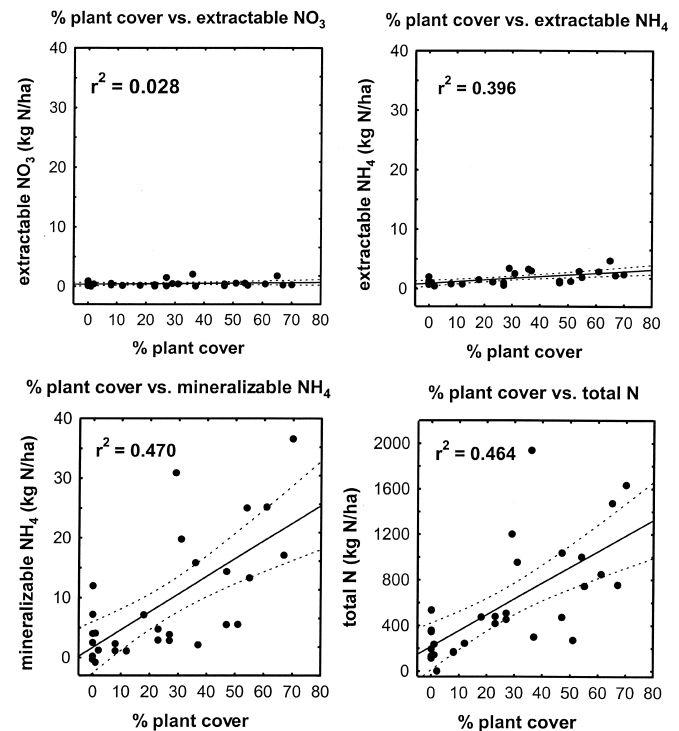 % plant cover vs. extractable NO3
r2 = 0.028
extractable NO3 (kg N/ha)
40
30
20
10
0
0 10 20 30 40 50 60 70 80
% plant cover
% plant cover vs. extractable NH4
r2 = 0.396
extractable NH4 (kg N/ha)
40
30
20
10
0
0 10 20 30 40 50 60 70 80
% plant cover
% plant cover vs. mineralizable NH4
r2 = 0.470
mineralizable NH4 (kg N/ha)
40
30
20
10
0
0 10 20 30 40 50 60 70 80
% plant cover
% plant cover vs. total N
r2 = 0.464
total N (kg N/ha)
2000
1600
1200
800
400
0
0 10 20 30 40 50 60 70 80
% plant cover